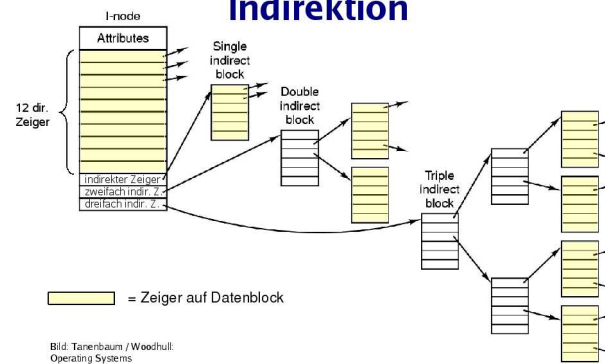 Indirektion
I-node
Attributes
12 dir.
Zeiger
indirekter Zeiger
zweifach indir. Z.
dreifach indir. Z.
Single
indirect
block
Double
indirect
block
Triple
indirect
block
= Zeiger auf Datenblock
Bild: Tanenbaum / Woodhull:
Operating Systems